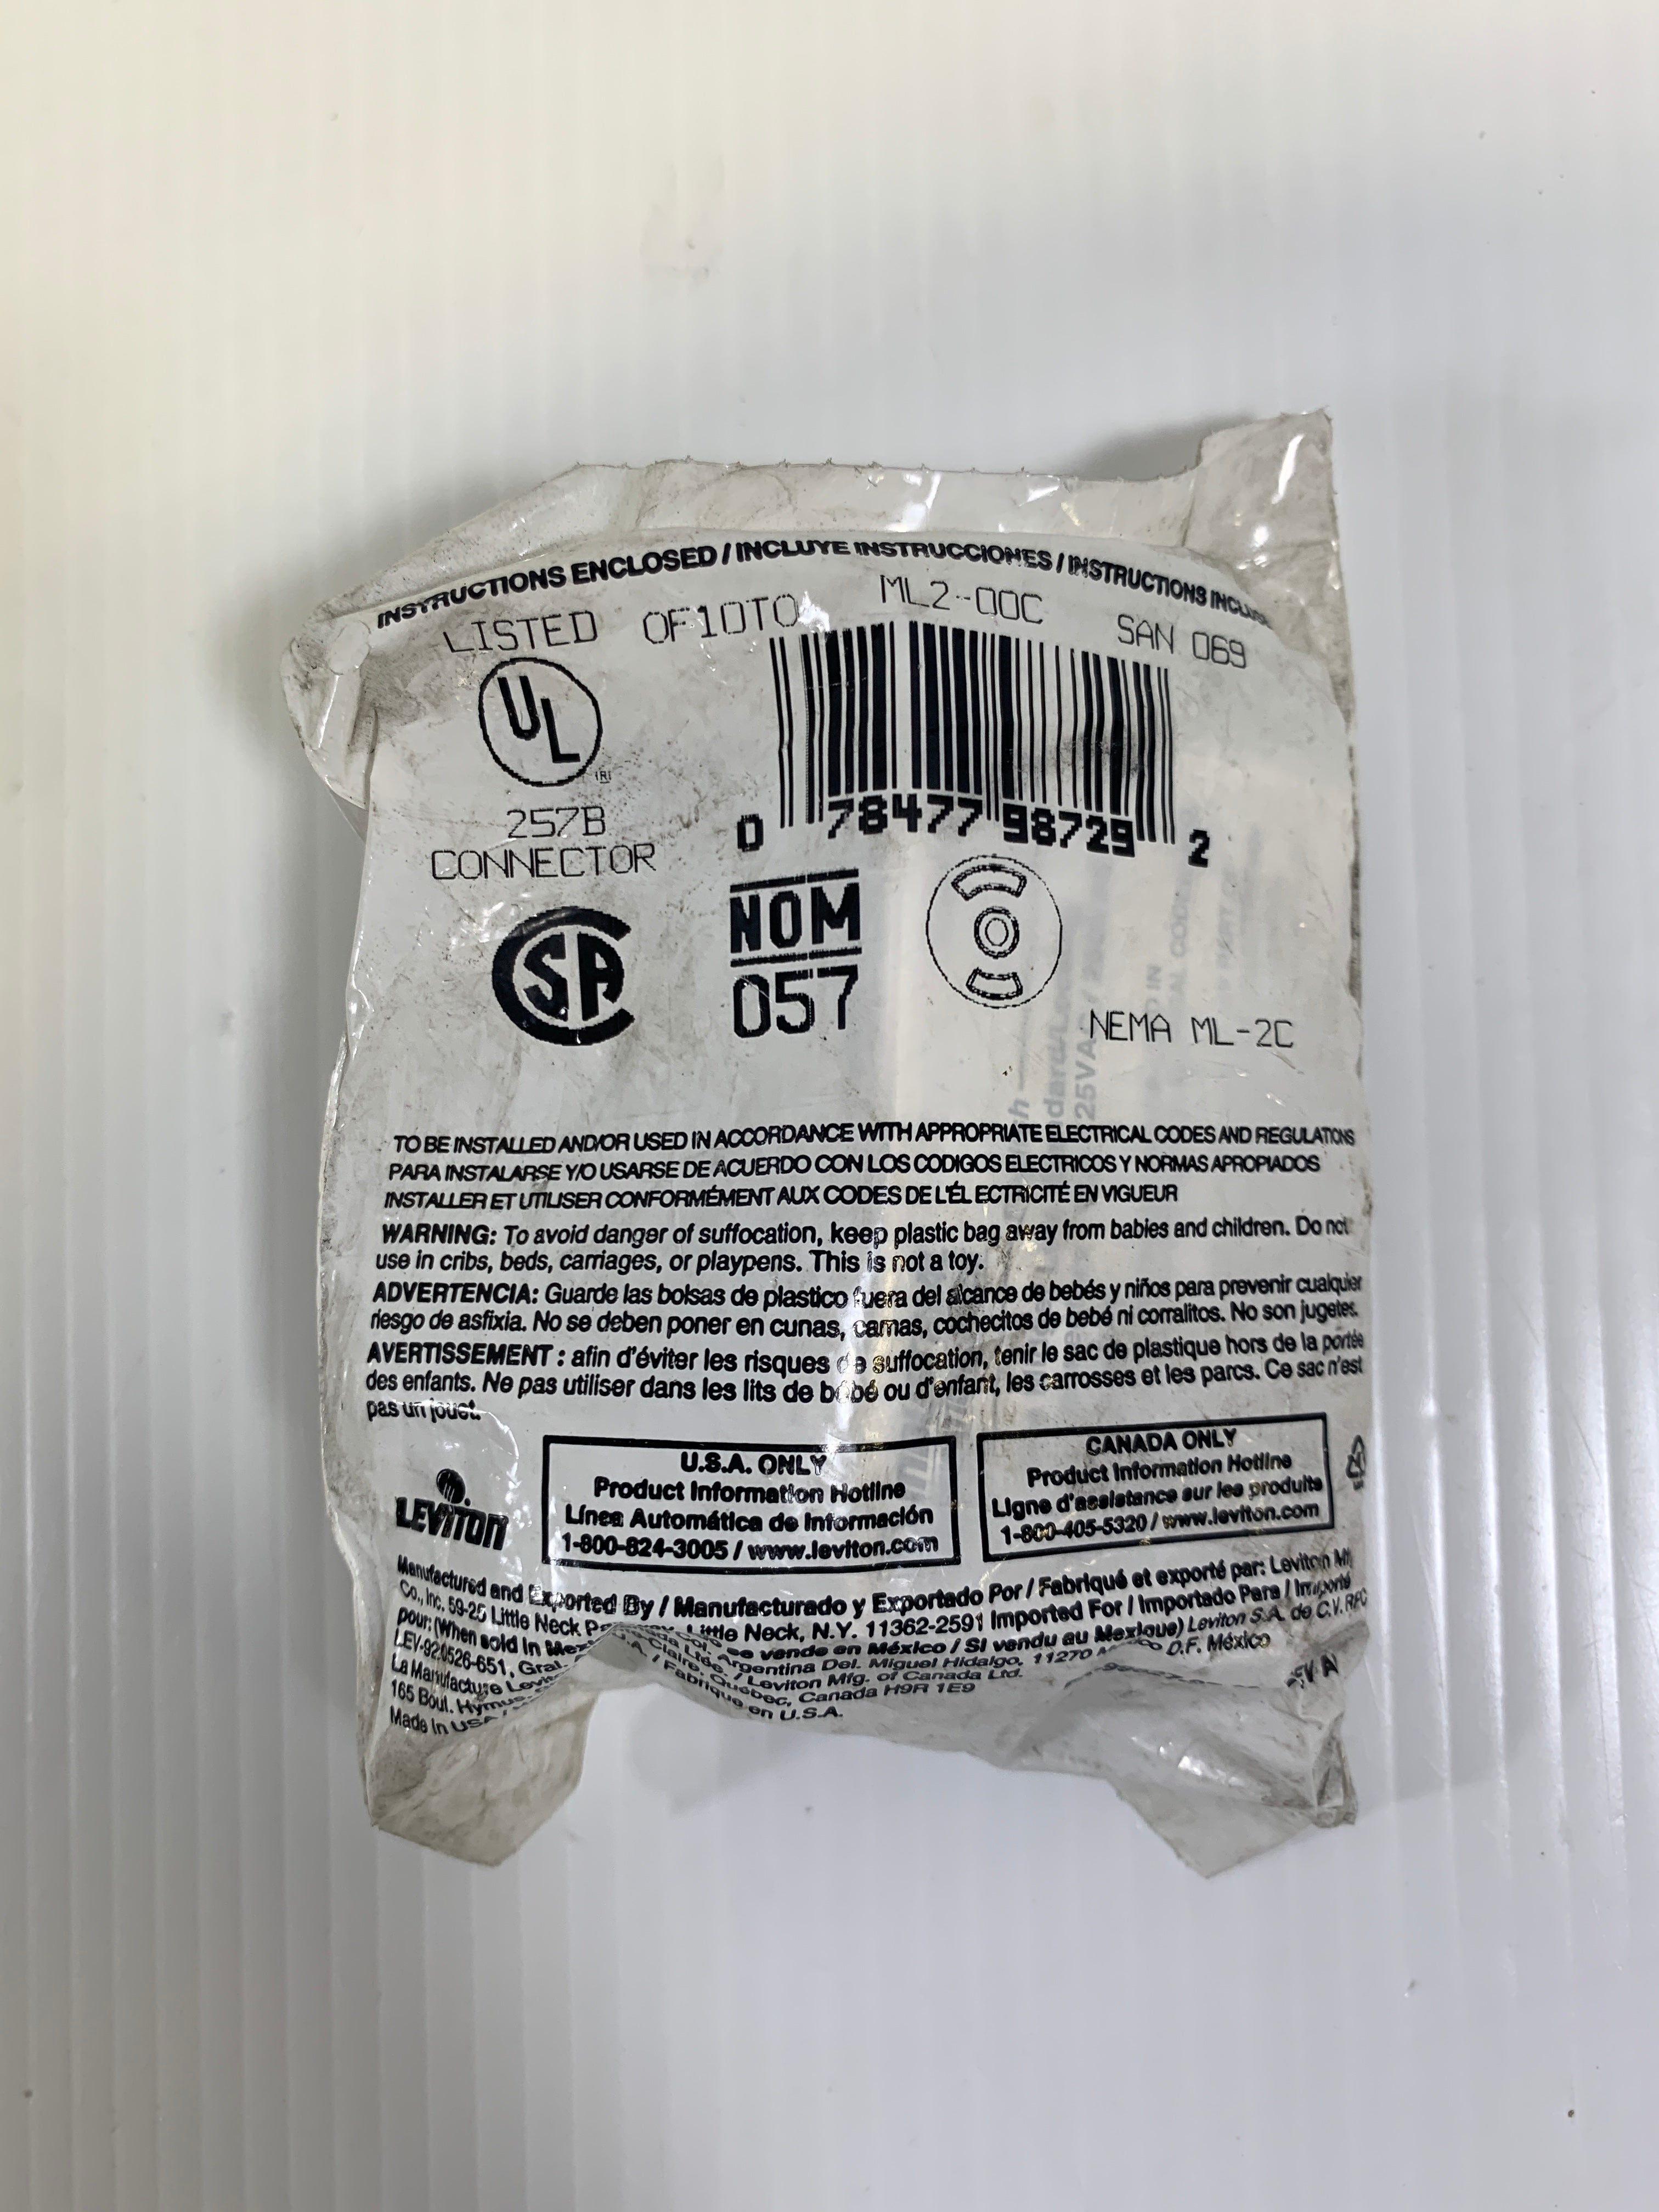 INSTRUCTIONS ENCLOSED / INCLUYE INSTRUCCIONES / INSTRUCTIONS
LISTED OF10TO ML2-00C SAN 069
UL
(R)
257B
CONNECTOR
0 78477 98729 2
CSA
NOM
057
NEMA ML-2C
TO BE INSTALLED AND/OR USED IN ACCORDANCE WITH APPROPRIATE ELECTRICAL CODES AND REGULATIONS
PARA INSTALARSE Y/O USARSE DE ACUERDO CON LOS CODIGOS ELECTRICOS Y NORMAS APROPIADOS
INSTALLER ET UTILISER CONFORMÉMENT AUX CODES DE L'ÉL ECTRICITÉ EN VIGUEUR
WARNING: To avoid danger of suffocation, keep plastic bag away from babies and children. Do not
use in cribs, beds, carriages, or playpens. This is not a toy.
ADVERTENCIA: Guarde las bolsas de plastico fuera del alcance de bebés y niños para prevenir cualquier
riesgo de asfixia. No se deben poner en cunas, camas, cochecitos de bebé ni corralitos. No son jugetes.
AVERTISSEMENT : afin d'éviter les risques de suffocation, tenir le sac de plastique hors de la portée
des enfants. Ne pas utiliser dans les lits de bébé ou d'enfant, les carrosses et les parcs. Ce sac n'est
pas un jouet.
LEVITON
U.S.A. ONLY
Product Information Hotline
Línea Automática de Información
1-800-824-3005 / www.leviton.com
CANADA ONLY
Product Information Hotline
Ligne d'assistance sur les produits
1-800-405-5320 / www.leviton.com
Manufactured and Exported By / Manufacturado y Exportado Por / Fabriqué et exporté par: Leviton
Co., Inc. 59-25 Little Neck Little Neck, N.Y. 11362-2591 Imported For / Importado Para / Importé
pour: (When sold in se vende en México / Si vendu au Mexique) Leviton S.A. de C.V. RFC
LEV-920526-651, Gral. Argentina Del. Miguel Hidalgo, 11270 D.F. México
La Manufacture Ltée. / Leviton Mfg. of Canada Ltd.
165 Boul. Hymus, Claire, Québec, Canada H9R 1E9
Made in USA / Fabrique en U.S.A.